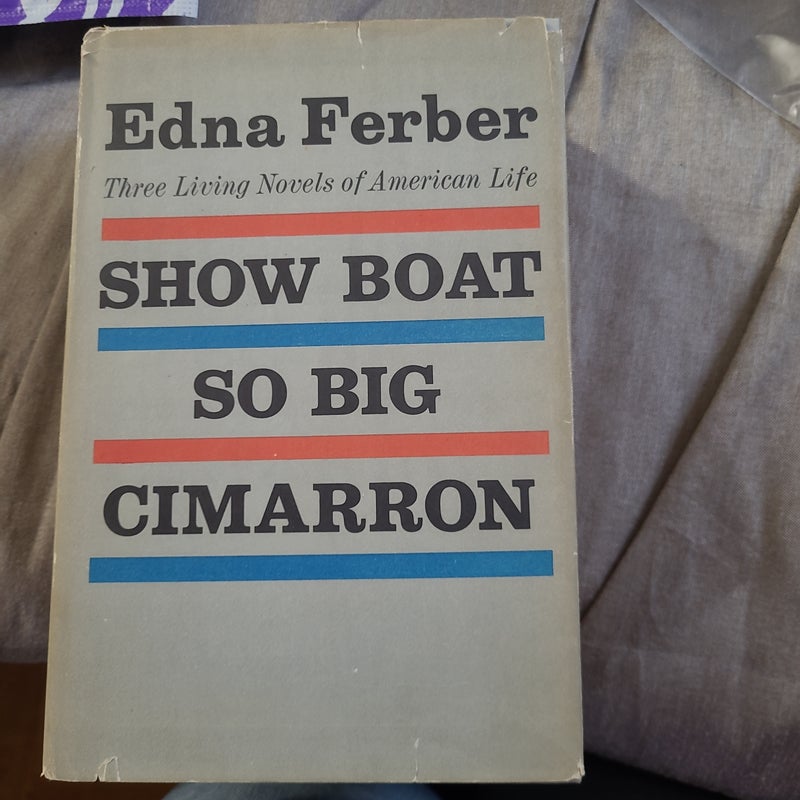 Edna Ferber
Three Living Novels of American Life
SHOW BOAT
SO BIG
CIMARRON